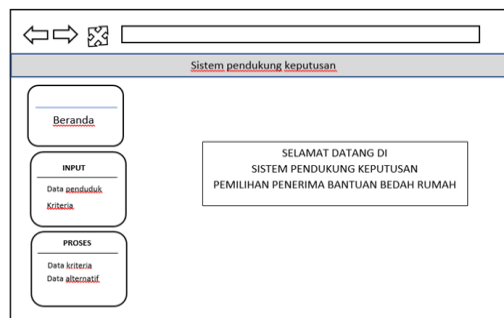 Sistem pendukung keputusan
Beranda
INPUT
Data penduduk
Kriteria
PROSES
Data kriteria
Data alternatif
SELAMAT DATANG DI
SISTEM PENDUKUNG KEPUTUSAN
PEMILIHAN PENERIMA BANTUAN BEDAH RUMAH